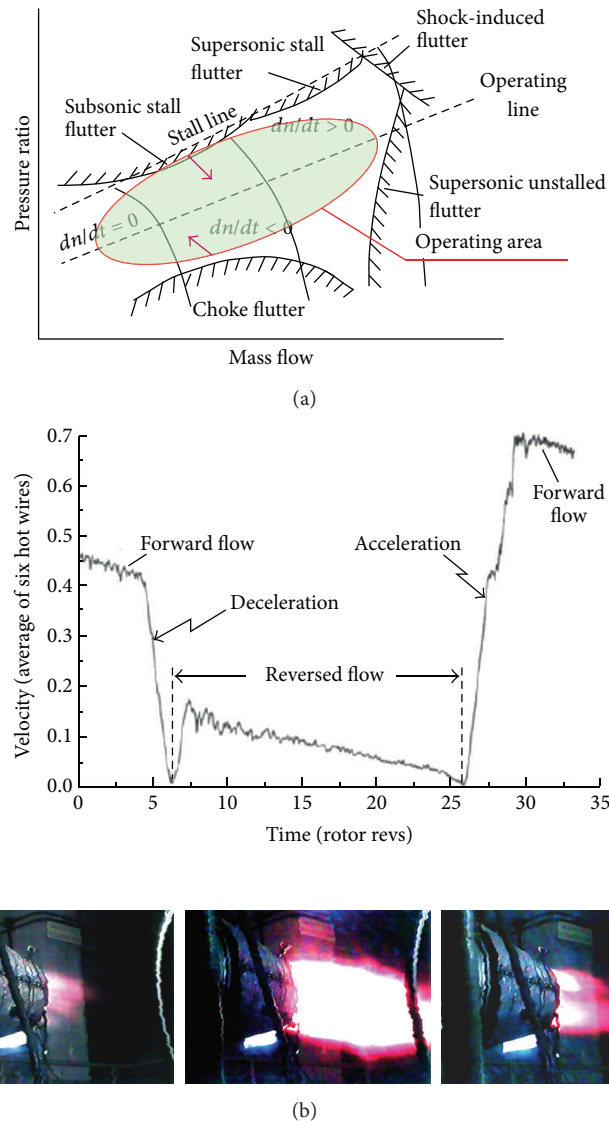 Shock-induced
flutter
Supersonic stall
flutter
Operating
line
Subsonic stall
flutter
Stall line
dn/dt > 0
Pressure ratio
Supersonic unstalled
flutter
dn/dt = 0
dn/dt < 0
Operating area
Choke flutter
Mass flow
(a)
0.7
0.6
0.5
0.4
0.3
0.2
0.1
0.0
Velocity (average of six hot wires)
Forward flow
Forward flow
Acceleration
Deceleration
Reversed flow
0 5 10 15 20 25 30 35
Time (rotor revs)
(b)